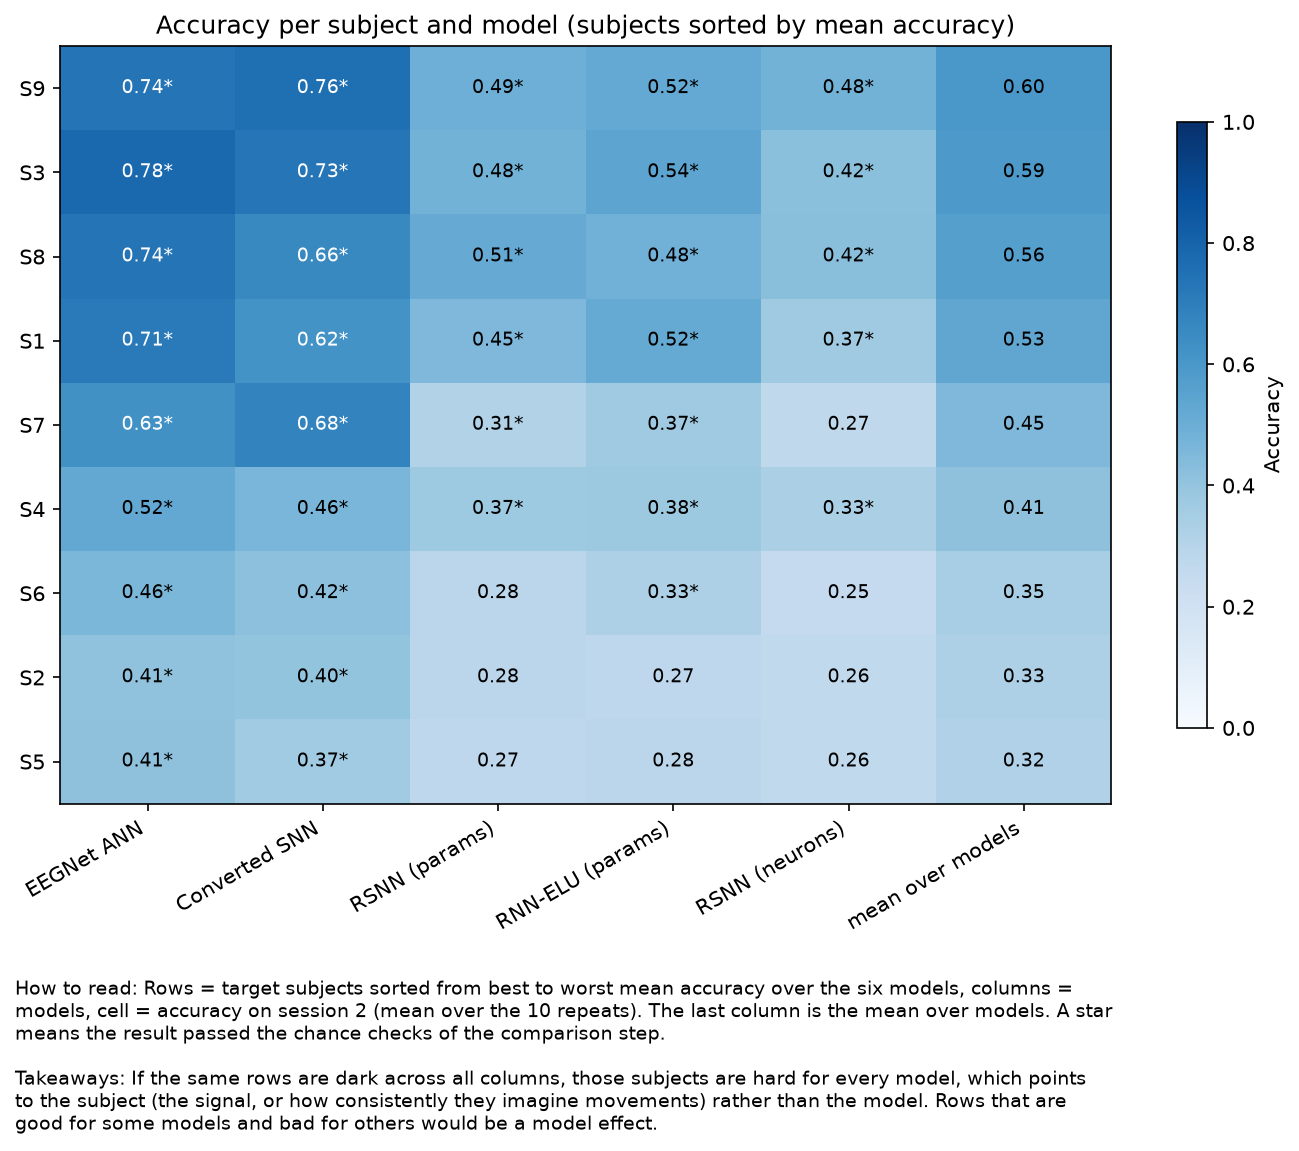 Accuracy per subject and model (subjects sorted by mean accuracy)
S9 0.74* 0.76* 0.49* 0.52* 0.48* 0.60
S3 0.78* 0.73* 0.48* 0.54* 0.42* 0.59
S8 0.74* 0.66* 0.51* 0.48* 0.42* 0.56
S1 0.71* 0.62* 0.45* 0.52* 0.37* 0.53
S7 0.63* 0.68* 0.31* 0.37* 0.27 0.45
S4 0.52* 0.46* 0.37* 0.38* 0.33* 0.41
S6 0.46* 0.42* 0.28 0.33* 0.25 0.35
S2 0.41* 0.40* 0.28 0.27 0.26 0.33
S5 0.41* 0.37* 0.27 0.28 0.26 0.32
EEGNet ANN
Converted SNN
RSNN (params)
RNN-ELU (params)
RSNN (neurons)
mean over models
1.0
0.8
0.6
0.4
0.2
0.0
Accuracy
How to read: Rows = target subjects sorted from best to worst mean accuracy over the six models, columns =
models, cell = accuracy on session 2 (mean over the 10 repeats). The last column is the mean over models. A star
means the result passed the chance checks of the comparison step.
Takeaways: If the same rows are dark across all columns, those subjects are hard for every model, which points
to the subject (the signal, or how consistently they imagine movements) rather than the model. Rows that are
good for some models and bad for others would be a model effect.